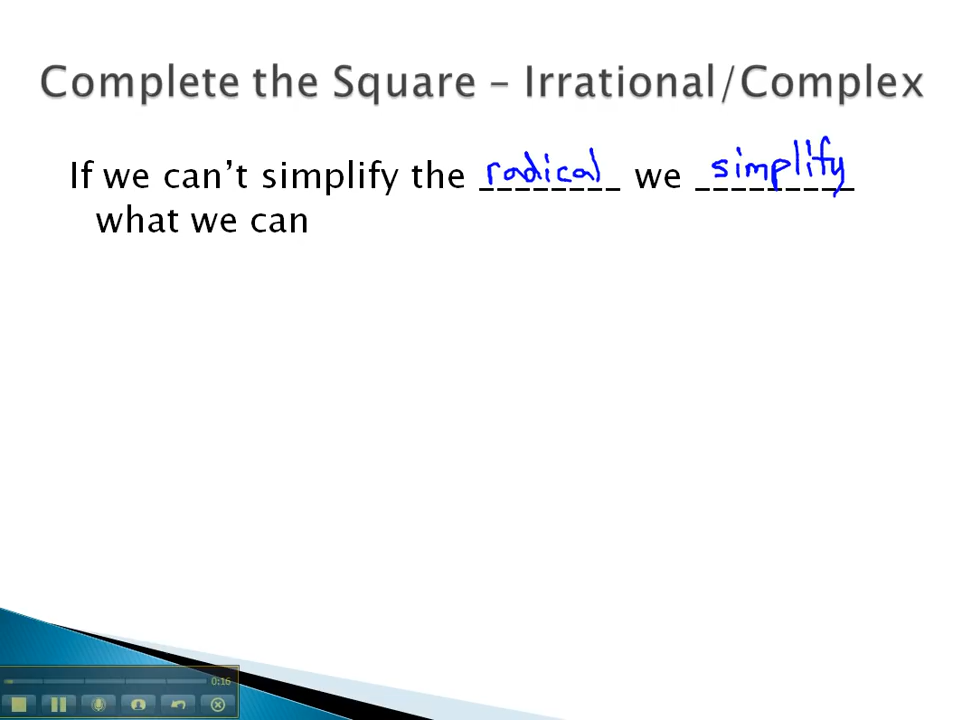 Complete the Square – Irrational/Complex
If we can't simplify the radical we simplify
what we can
0:16